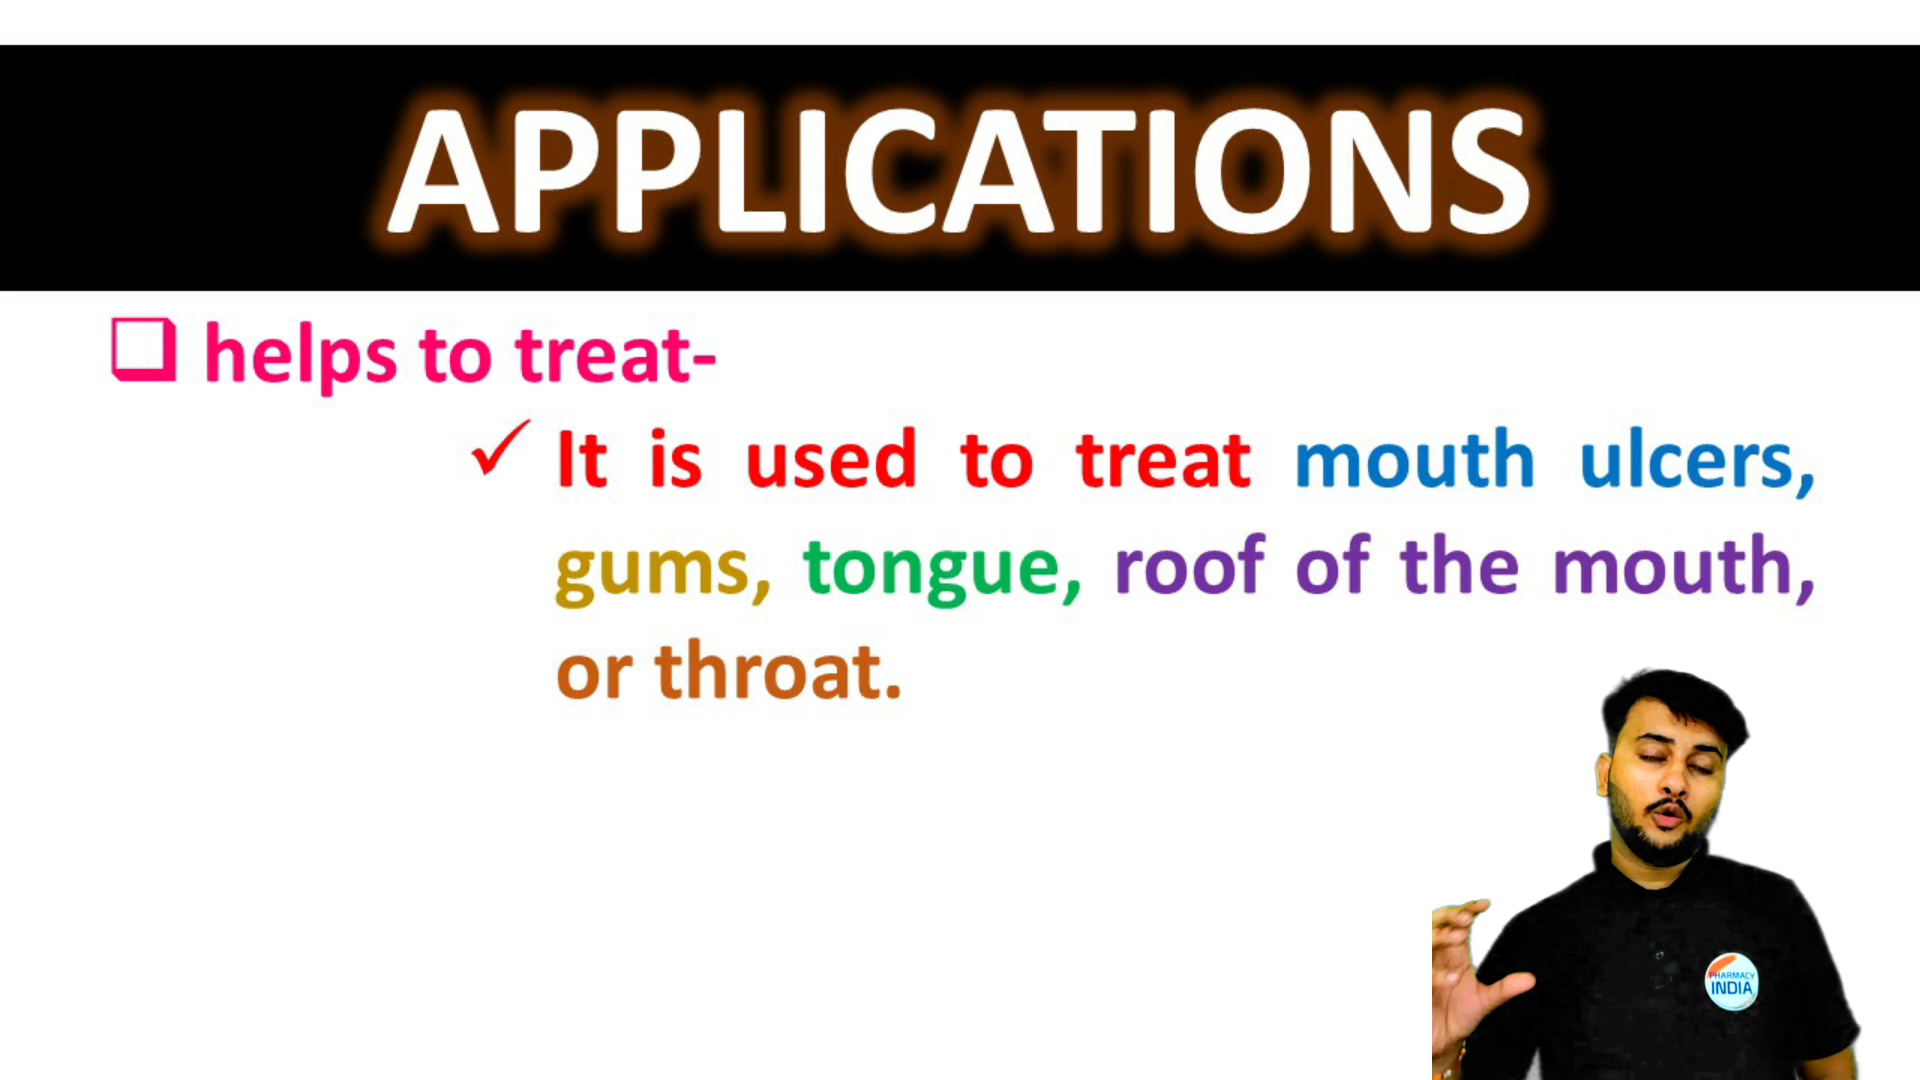 APPLICATIONS
❑ helps to treat-
✓ It is used to treat mouth ulcers,
gums, tongue, roof of the mouth,
or throat.
PHARMACY
INDIA